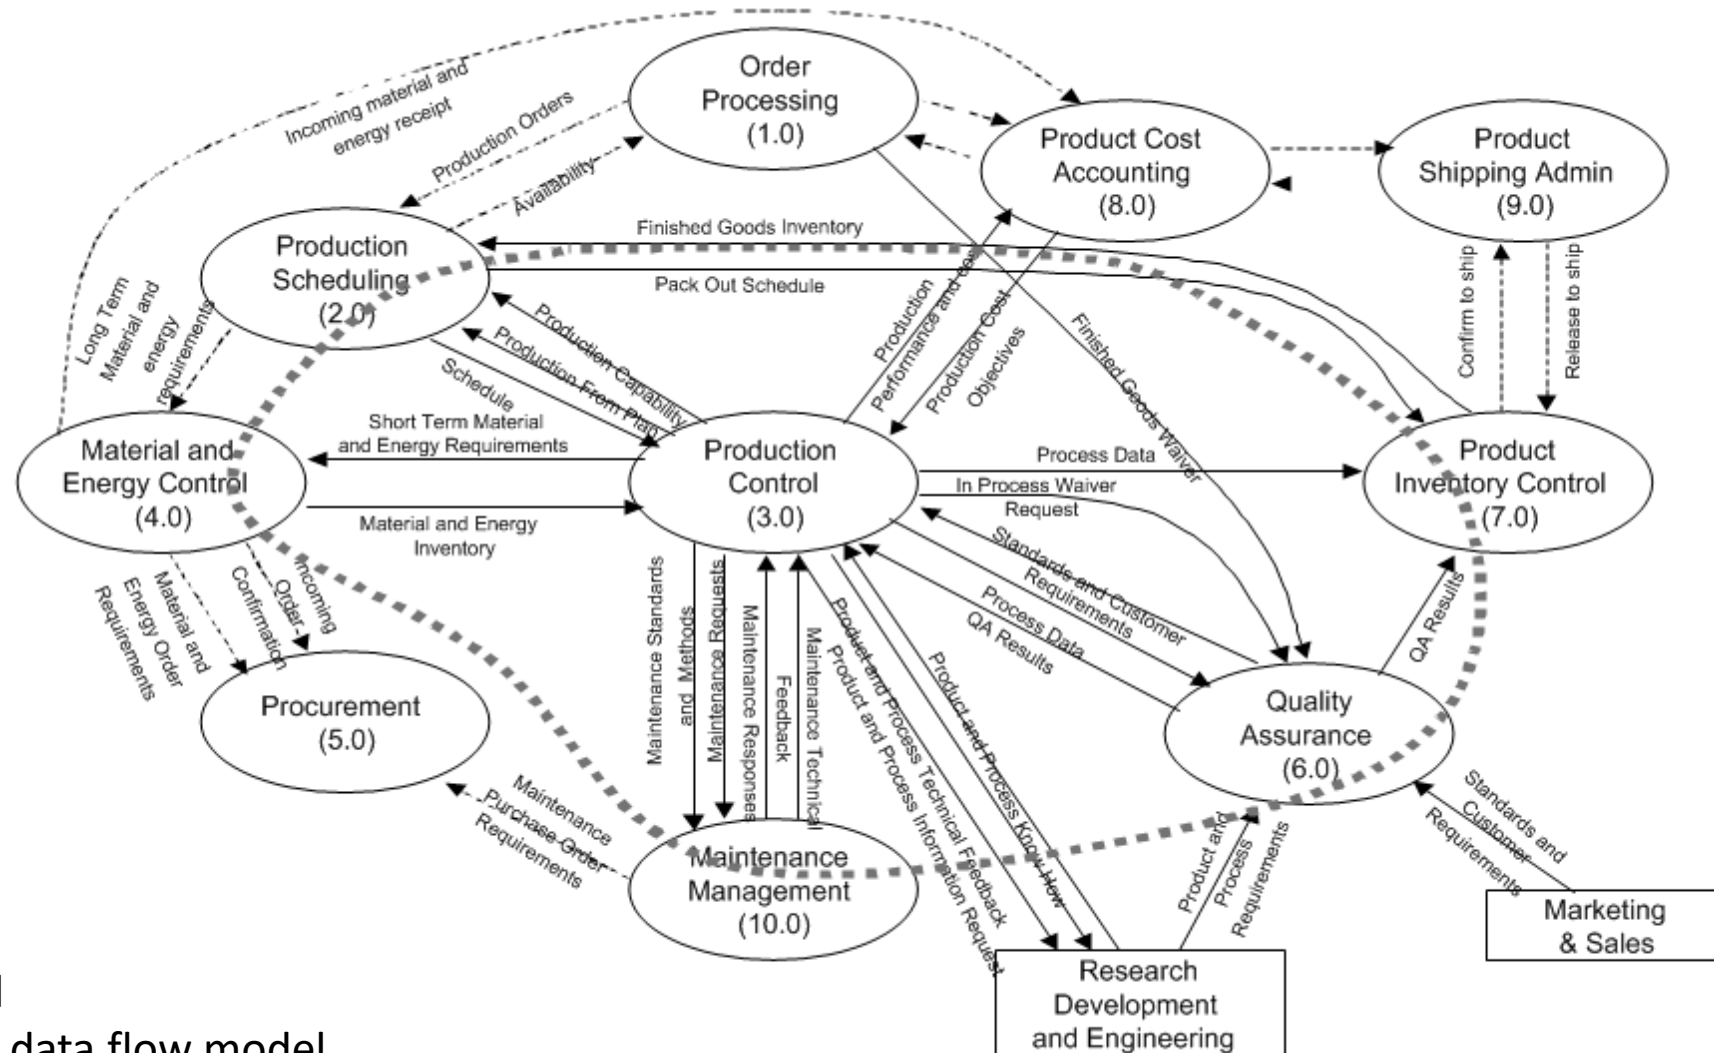 Order
Processing
(1.0)
Incoming material and
energy receipt
Production Orders
Availability
Product Cost
Accounting
(8.0)
Product
Shipping Admin
(9.0)
Production
Scheduling
(2.0)
Finished Goods Inventory
Pack Out Schedule
Long Term
Material and
energy
requirements
Production Capability
Production From Plan
Schedule
Production
Performance and
Production Cost
Objectives
Finished Goods Waiver
Confirm to ship
Release to ship
Material and
Energy Control
(4.0)
Short Term Material
and Energy Requirements
Material and Energy
Inventory
Production
Control
(3.0)
Process Data
In Process Waiver
Request
Product
Inventory Control
(7.0)
Standards and Customer
Requirements
Process Data
QA Results
QA Results
Material and
Energy Order
Requirements
Incoming
Order
Confirmation
Maintenance Standards
and Methods
Maintenance Requests
Maintenance Responses
Feedback
Maintenance Technical
Product and Process Technical Feedback
Product and Process Information Request
Product and Process Know How
Procurement
(5.0)
Quality
Assurance
(6.0)
Maintenance
Purchase Order
Requirements
Maintenance
Management
(10.0)
Product and
Process
Requirements
Standards and
Customer
Requirements
Marketing
& Sales
Research
Development
and Engineering
data flow model